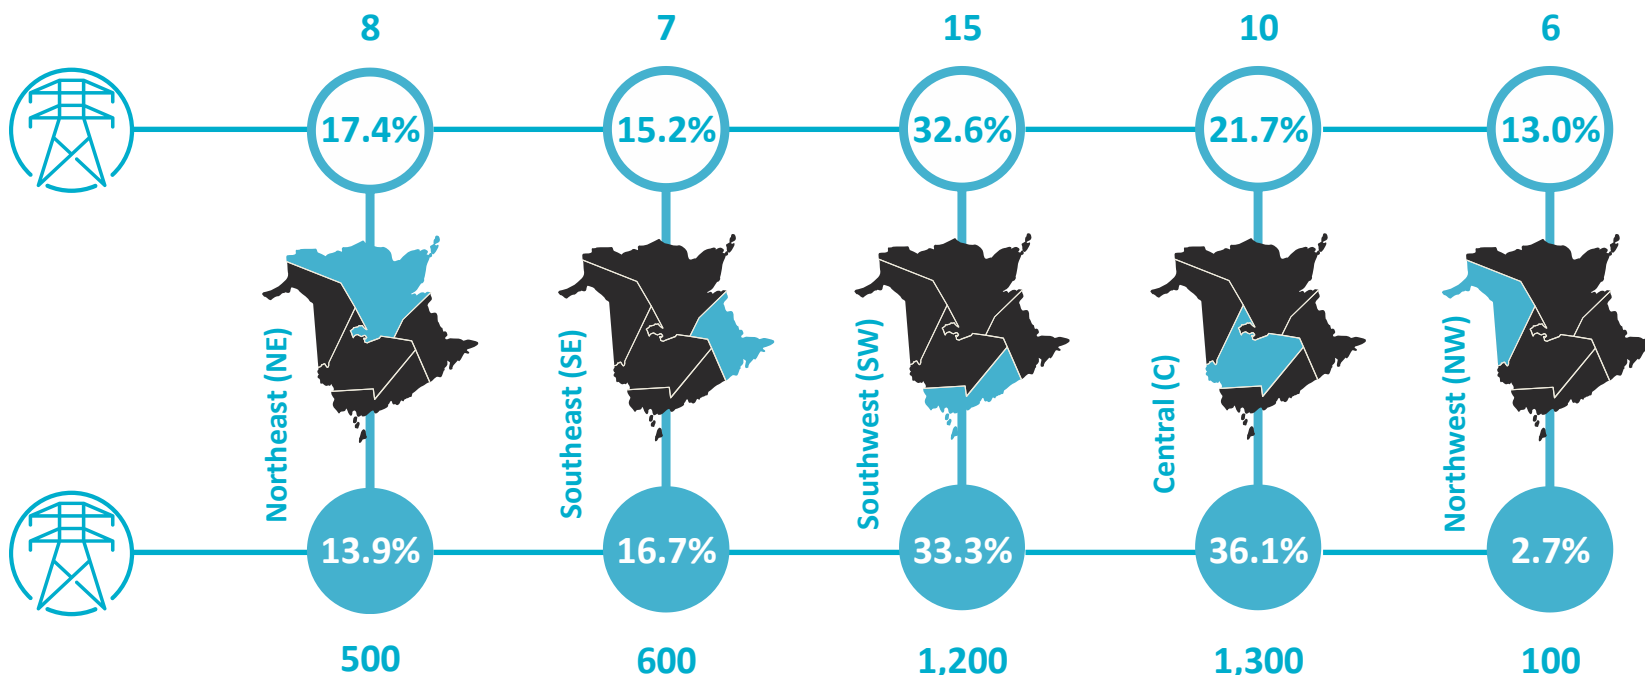 8 7 15 10 6
17.4% 15.2% 32.6% 21.7% 13.0%
Northeast (NE)
Southeast (SE)
Southwest (SW)
Central (C)
Northwest (NW)
13.9% 16.7% 33.3% 36.1% 2.7%
500 600 1,200 1,300 100